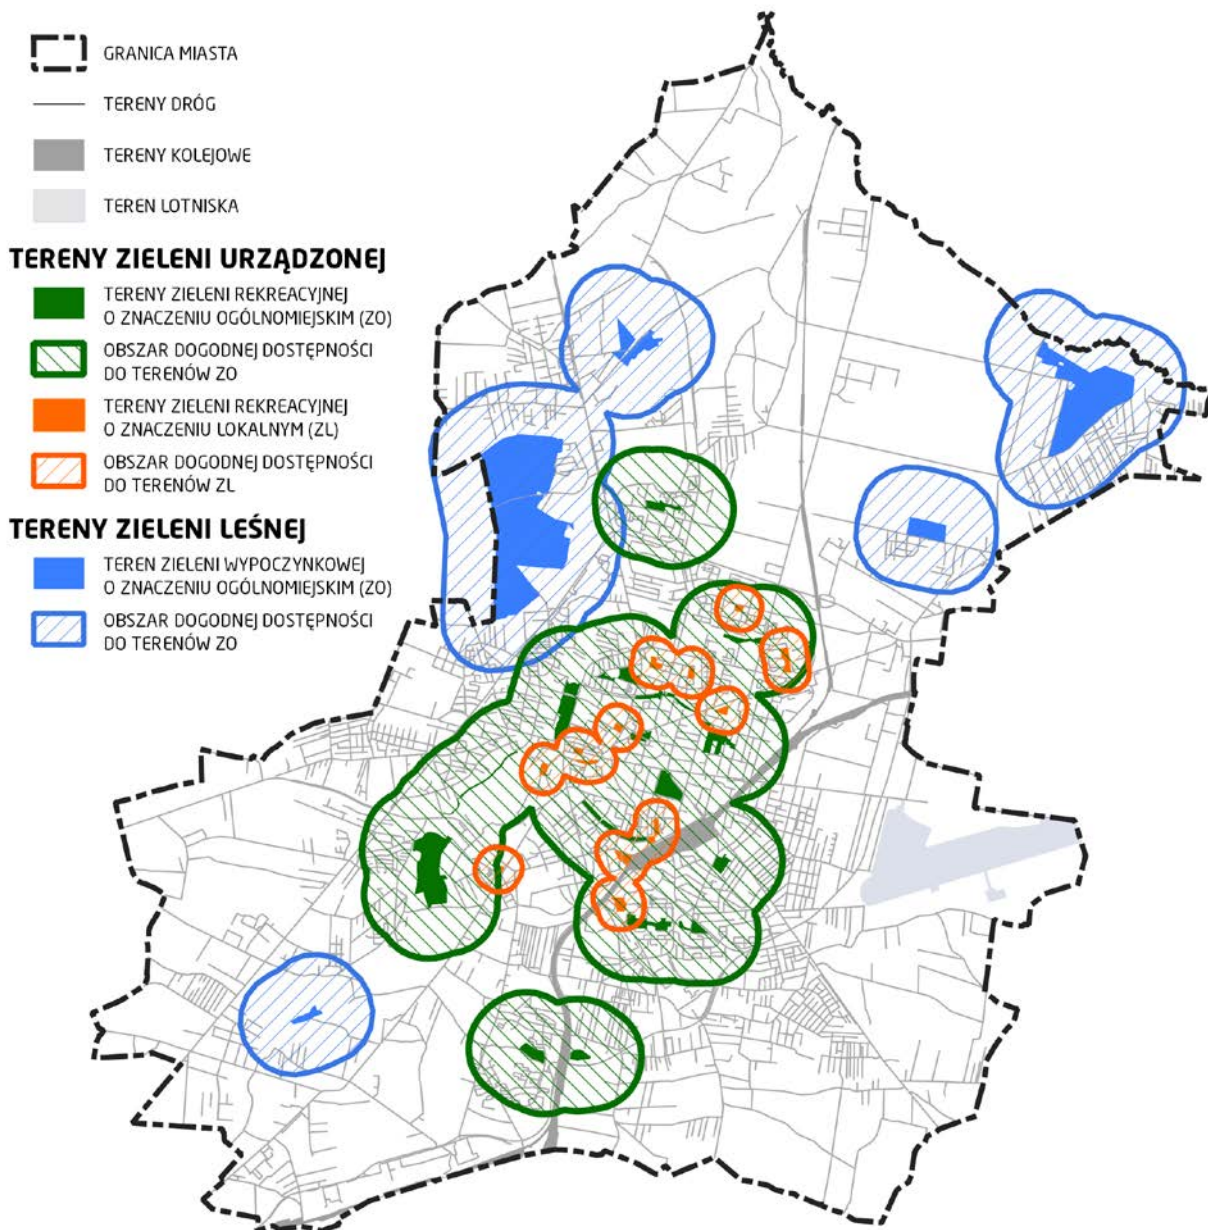 GRANICA MIASTA
TERENY DRÓG
TERENY KOLEJOWE
TEREN LOTNISKA
TERENY ZIELENI URZĄDZONEJ
TERENY ZIELENI REKREACYJNEJ
O ZNACZENIU OGÓLNOMIEJSKIM (ZO)
OBSZAR DOGODNEJ DOSTĘPNOŚCI
DO TERENÓW ZO
TERENY ZIELENI REKREACYJNEJ
O ZNACZENIU LOKALNYM (ZL)
OBSZAR DOGODNEJ DOSTĘPNOŚCI
DO TERENÓW ZL
TERENY ZIELENI LEŚNEJ
TEREN ZIELENI WYPOCZYNKOWEJ
O ZNACZENIU OGÓLNOMIEJSKIM (ZO)
OBSZAR DOGODNEJ DOSTĘPNOŚCI
DO TERENÓW ZO